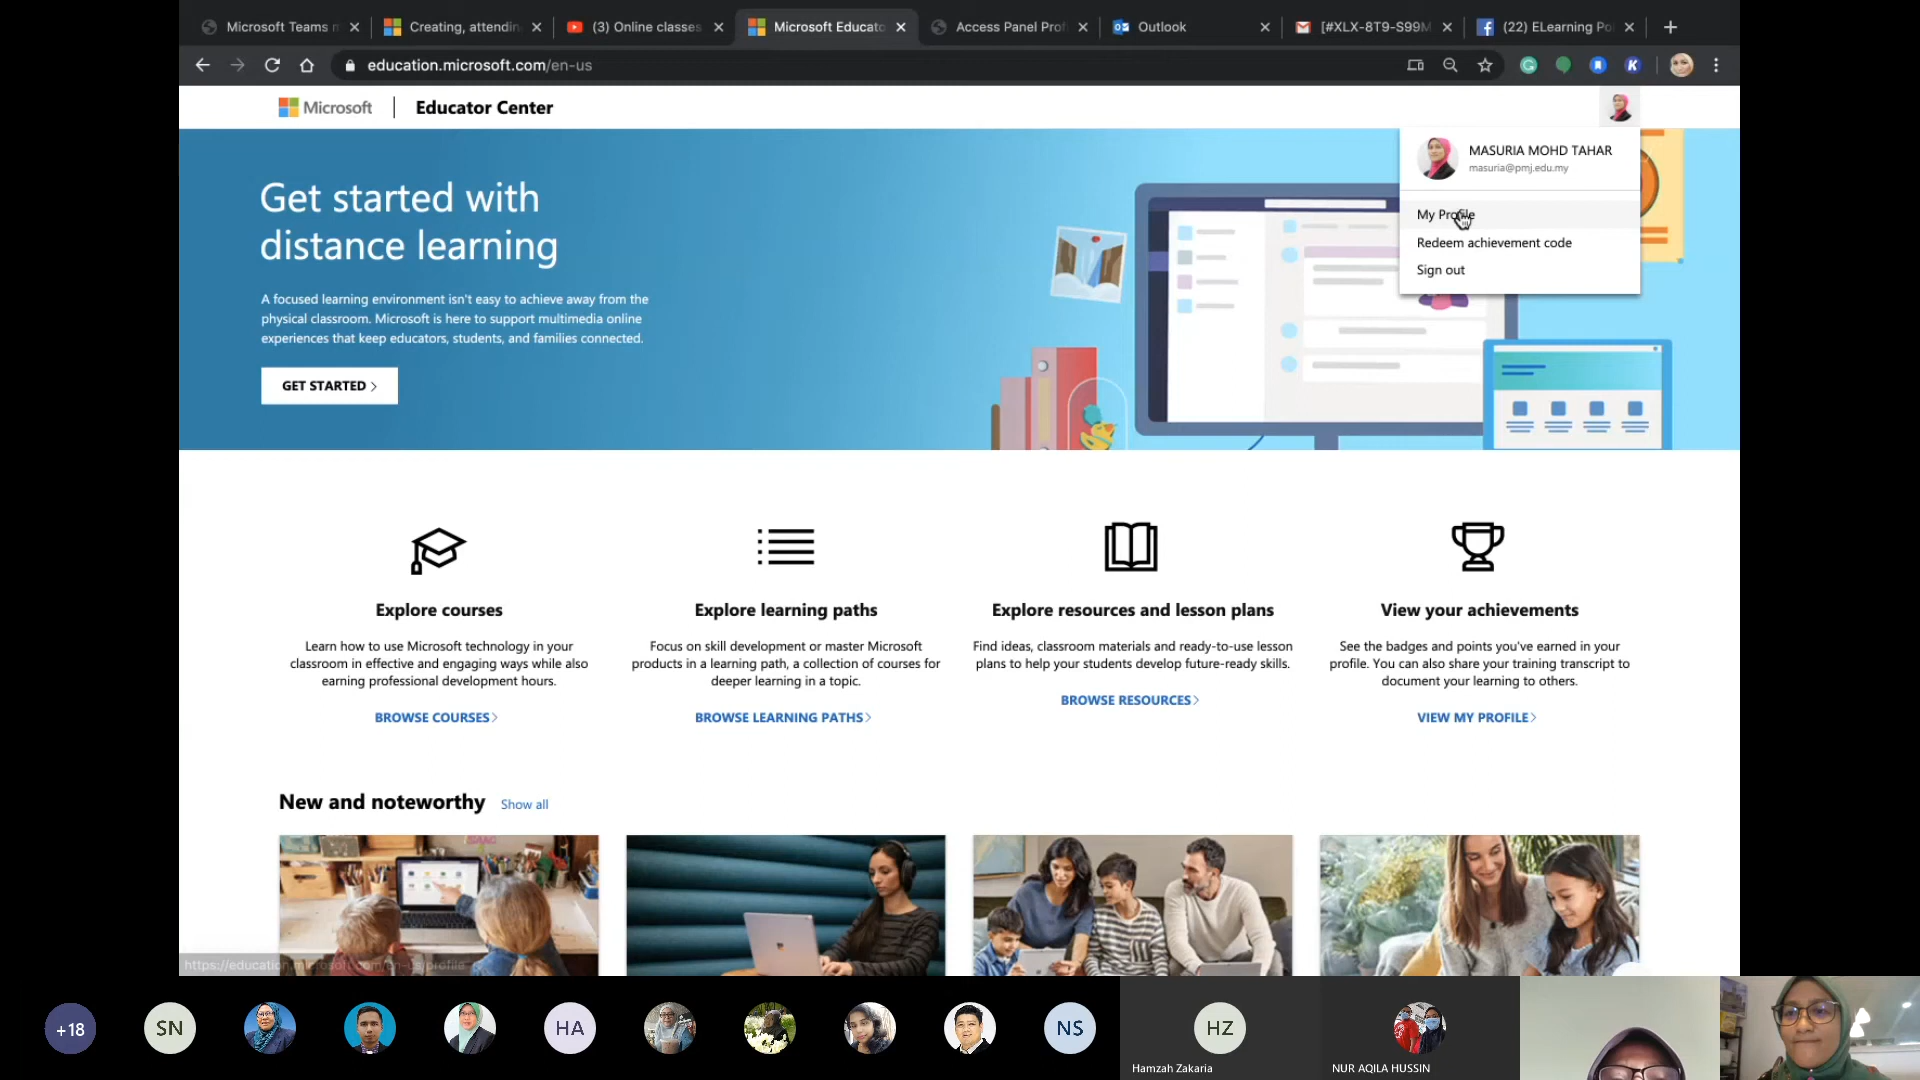 Microsoft Teams m
Creating, attendin
(3) Online classes
Microsoft Educato
Access Panel Prof
Outlook
[#XLX-8T9-S99M
(22) ELearning Po
education.microsoft.com/en-us
Microsoft
Educator Center
MASURIA MOHD TAHAR
masuria@pmj.edu.my
My Profile
Redeem achievement code
Sign out
Get started with
distance learning
A focused learning environment isn't easy to achieve away from the
physical classroom. Microsoft is here to support multimedia online
experiences that keep educators, students, and families connected.
GET STARTED
Explore courses
Learn how to use Microsoft technology in your
classroom in effective and engaging ways while also
earning professional development hours.
BROWSE COURSES
Explore learning paths
Focus on skill development or master Microsoft
products in a learning path, a collection of courses for
deeper learning in a topic.
BROWSE LEARNING PATHS
Explore resources and lesson plans
Find ideas, classroom materials and ready-to-use lesson
plans to help your students develop future-ready skills.
BROWSE RESOURCES
View your achievements
See the badges and points you've earned in your
profile. You can also share your training transcript to
document your learning to others.
VIEW MY PROFILE
New and noteworthy
Show all
https://education.microsoft.com/en-us/profile
+18
SN
HA
NS
HZ
Hamzah Zakaria
NUR AQILA HUSSIN